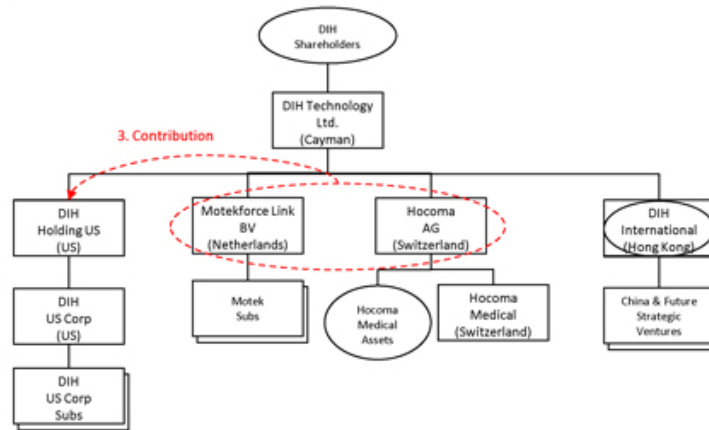 DIH
Shareholders
DIH Technology
Ltd.
(Cayman)
3. Contribution
DIH
Holding US
(US)
Motekforce Link
BV
(Netherlands)
Hocoma
AG
(Switzerland)
DIH
International
(Hong Kong)
DIH
US Corp
(US)
Motek
Subs
Hocoma
Medical
Assets
Hocoma
Medical
(Switzerland)
China & Future
Strategic
Ventures
DIH
US Corp
Subs